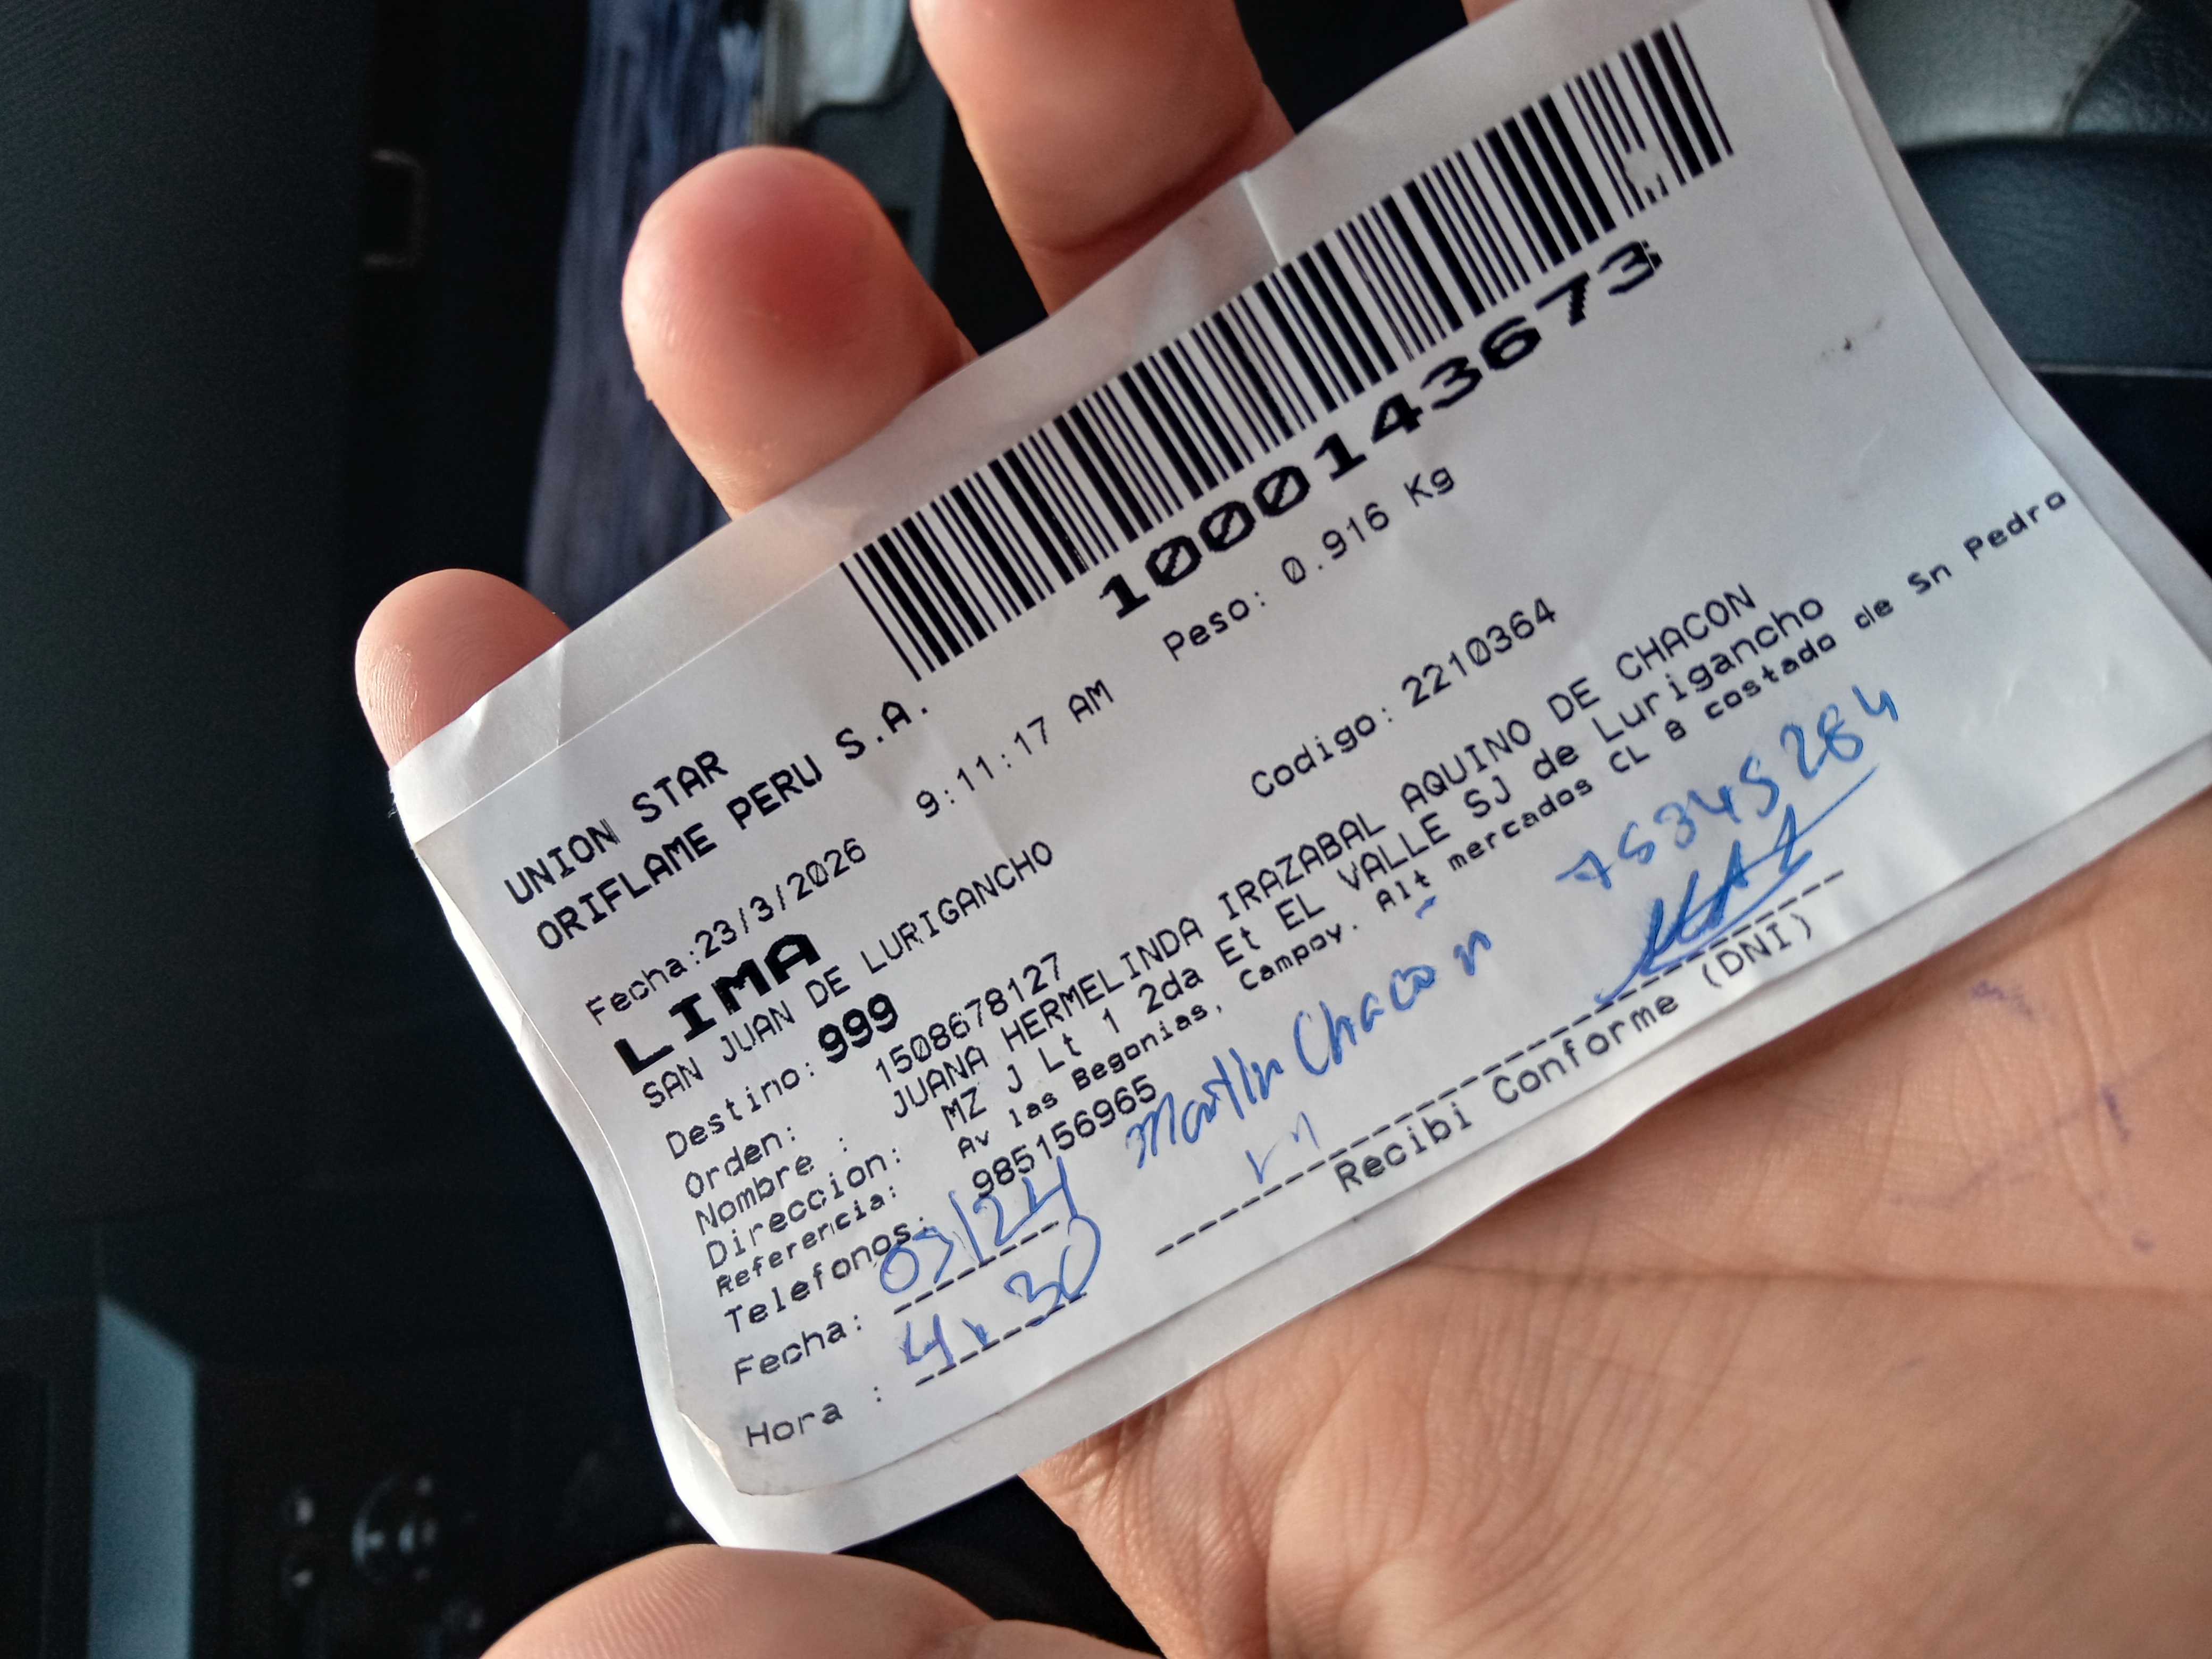 1000143673
UNION STAR
ORIFLAME PERU S.A.
Fecha:23/3/2026 9:11:17 AM Peso: 0.916 Kg
LIMA
SAN JUAN DE LURIGANCHO
Destino: 999 Codigo: 2210364
Orden: 1508678127
Nombre : JUANA HERMELINDA IRAZABAL AQUINO DE CHACON
Direccion: MZ J Lt 1 2da Et EL VALLE SJ de Lurigancho
Referencia: Av las Begonias, Campoy. Alt mercados CL 8 costado de Sn Pedro
Telefonos: 985156965
75345284
Martin Chacon
Fecha: 03/24
Hora : 4:30
Recibi Conforme (DNI)